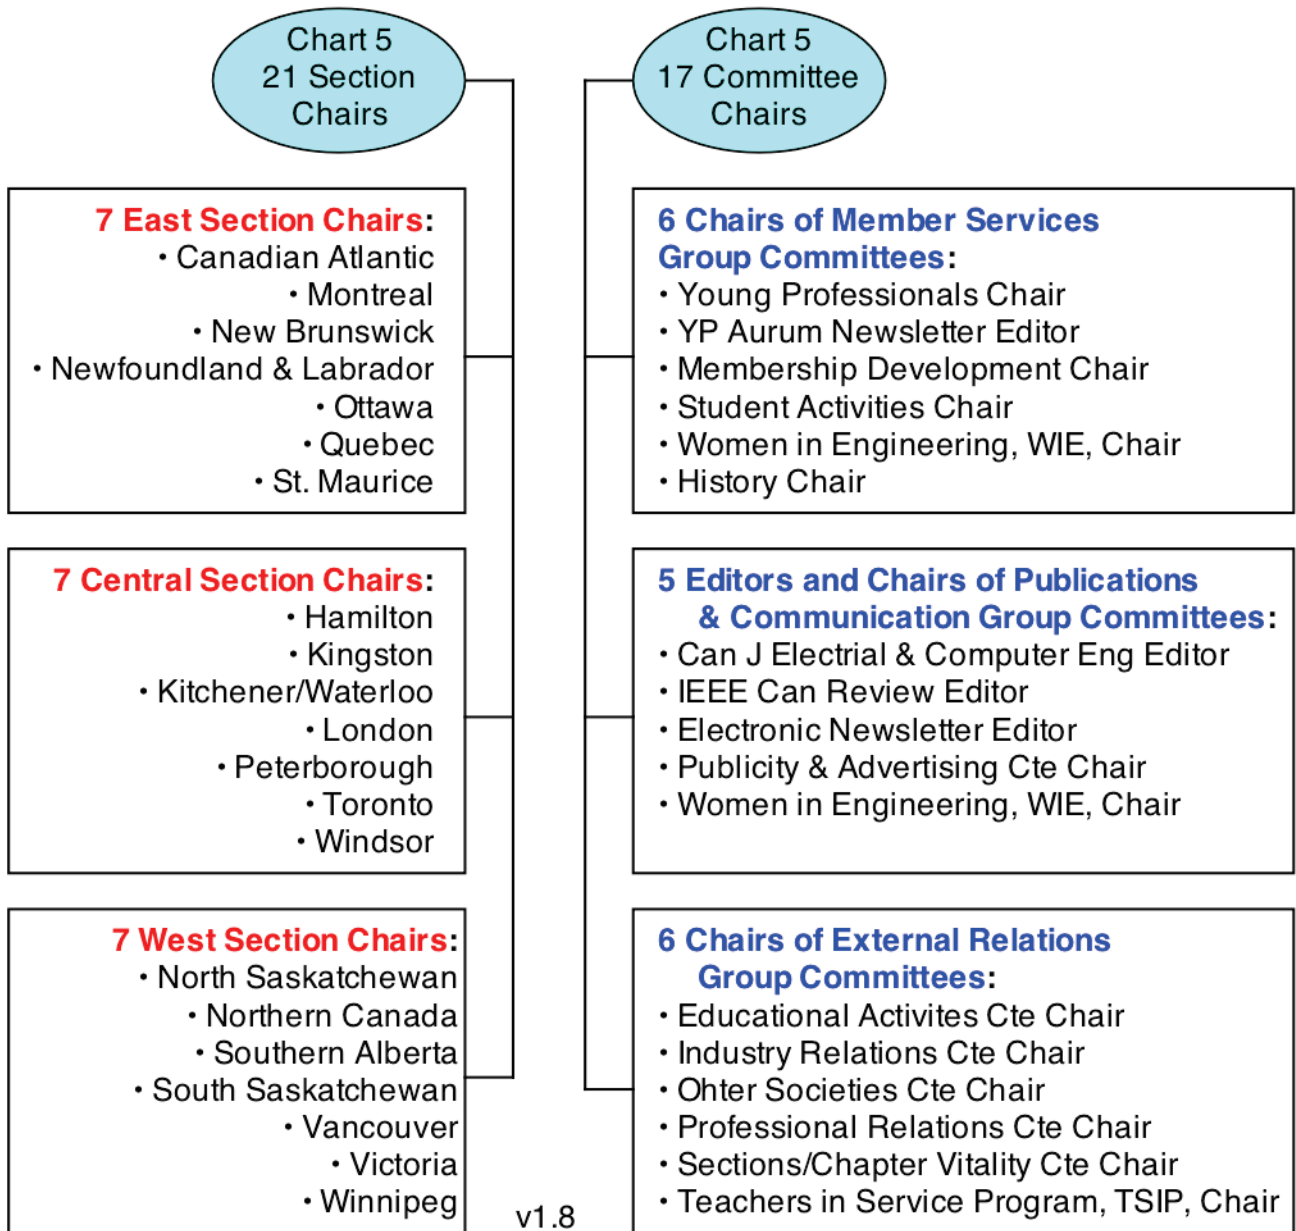 Chart 5
21 Section
Chairs
Chart 5
17 Committee
Chairs
7 East Section Chairs:
• Canadian Atlantic
• Montreal
• New Brunswick
• Newfoundland & Labrador
• Ottawa
• Quebec
• St. Maurice
7 Central Section Chairs:
• Hamilton
• Kingston
• Kitchener/Waterloo
• London
• Peterborough
• Toronto
• Windsor
7 West Section Chairs:
• North Saskatchewan
• Northern Canada
• Southern Alberta
• South Saskatchewan
• Vancouver
• Victoria
• Winnipeg
6 Chairs of Member Services
Group Committees:
• Young Professionals Chair
• YP Aurum Newsletter Editor
• Membership Development Chair
• Student Activities Chair
• Women in Engineering, WIE, Chair
• History Chair
5 Editors and Chairs of Publications
& Communication Group Committees:
• Can J Electrial & Computer Eng Editor
• IEEE Can Review Editor
• Electronic Newsletter Editor
• Publicity & Advertising Cte Chair
• Women in Engineering, WIE, Chair
6 Chairs of External Relations
Group Committees:
• Educational Activites Cte Chair
• Industry Relations Cte Chair
• Ohter Societies Cte Chair
• Professional Relations Cte Chair
• Sections/Chapter Vitality Cte Chair
• Teachers in Service Program, TSIP, Chair
v1.8